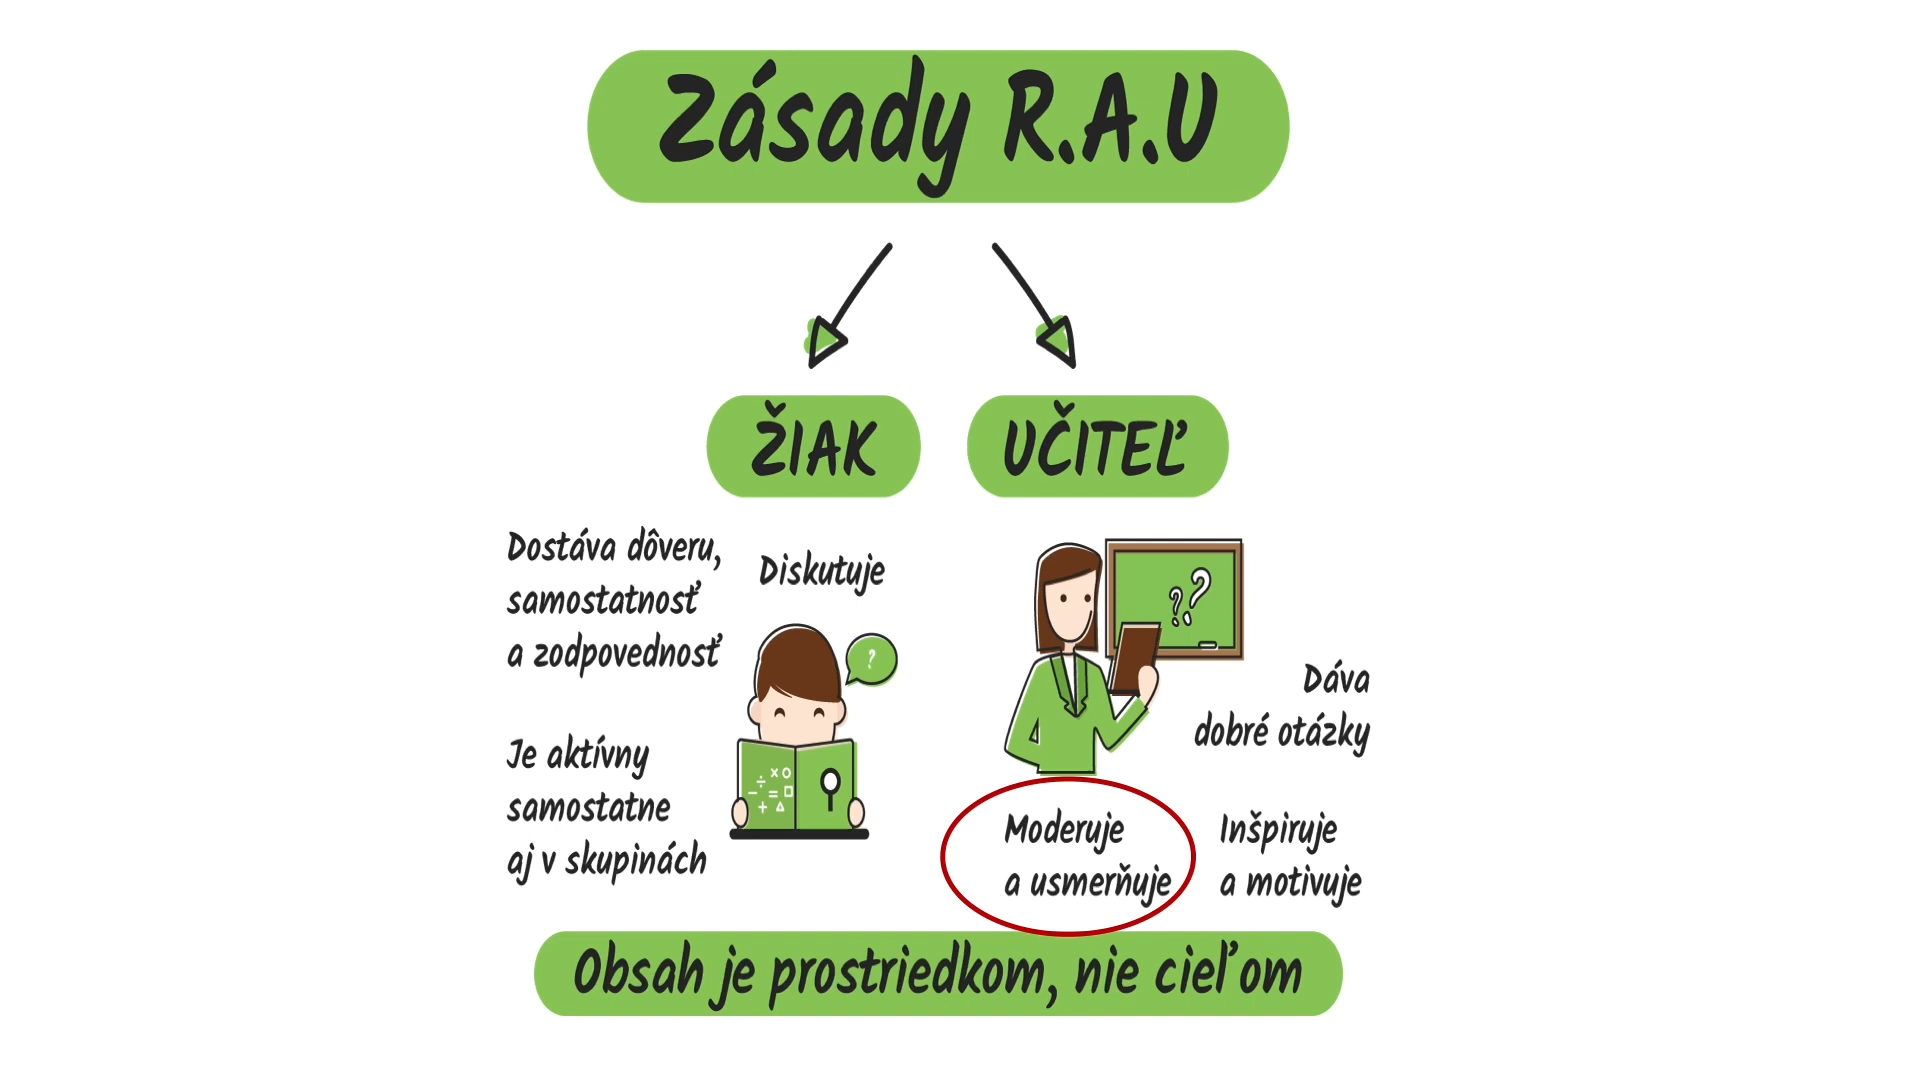 Zásady R.A.U
ŽIAK
UČITEĽ
Dostáva dôveru,
samostatnosť
a zodpovednosť
Diskutuje
?
Je aktívny
samostatne
aj v skupinách
??
Dáva
dobré otázky
Moderuje
a usmerňuje
Inšpiruje
a motivuje
Obsah je prostriedkom, nie cieľom